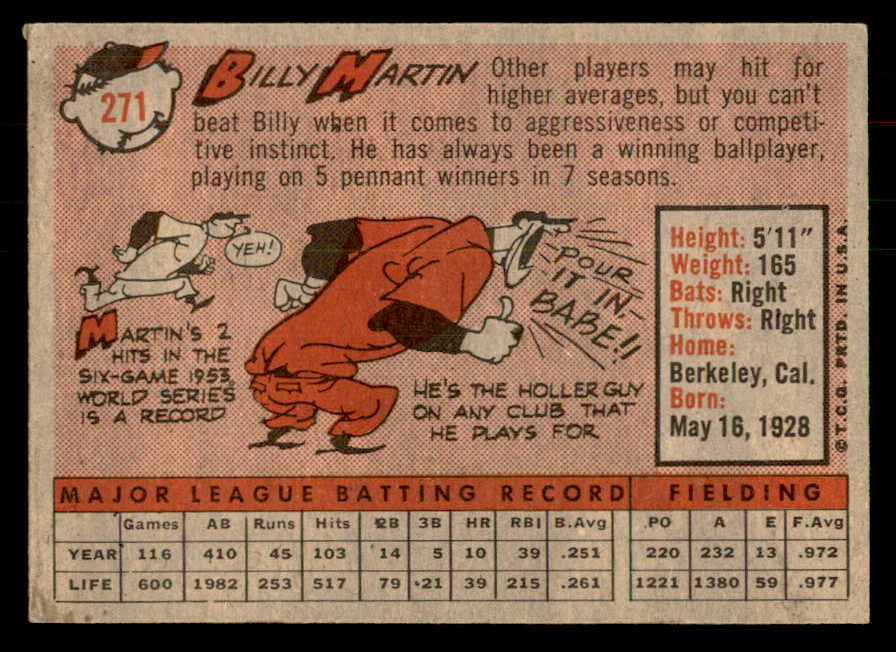 271
BILLY MARTIN Other players may hit for
higher averages, but you can't
beat Billy when it comes to aggressiveness or competi-
tive instinct. He has always been a winning ballplayer,
playing on 5 pennant winners in 7 seasons.
YEH!
MARTIN'S 2
HITS IN THE
SIX-GAME 1953
WORLD SERIES
IS A RECORD
POUR
IT IN,
BABE!!
HE'S THE HOLLER GUY
ON ANY CLUB THAT
HE PLAYS FOR
Height: 5'11"
Weight: 165
Bats: Right
Throws: Right
Home:
Berkeley, Cal.
Born:
May 16, 1928
© T.C.G. PRTD. IN U.S.A.
MAJOR LEAGUE BATTING RECORD FIELDING
Games AB Runs Hits 2B 3B HR RBI B.Avg PO A E F.Avg
YEAR 116 410 45 103 14 5 10 39 .251 220 232 13 .972
LIFE 600 1982 253 517 79 21 39 215 .261 1221 1380 59 .977